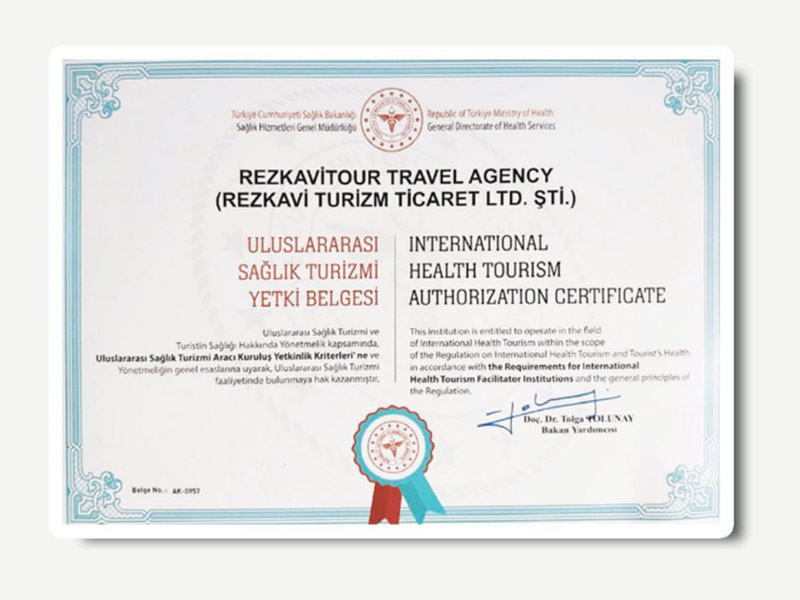 Türkiye Cumhuriyeti Sağlık Bakanlığı
Sağlık Hizmetleri Genel Müdürlüğü
Republic of Türkiye Ministry of Health
General Directorate of Health Services
REZKAVİTOUR TRAVEL AGENCY
(REZKAVİ TURİZM TİCARET LTD. ŞTİ.)
ULUSLARARASI
SAĞLIK TURİZMİ
YETKİ BELGESİ
Uluslararası Sağlık Turizmi ve
Turistin Sağlığı Hakkında Yönetmelik kapsamında,
Uluslararası Sağlık Turizmi Aracı Kuruluş Yetkinlik Kriterleri' ne ve
Yönetmeliğin genel esaslarına uyarak, Uluslararası Sağlık Turizmi
faaliyetinde bulunmaya hak kazanmıştır.
INTERNATIONAL
HEALTH TOURISM
AUTHORIZATION CERTIFICATE
This institution is entitled to operate in the field
of International Health Tourism within the scope
of the Regulation on International Health Tourism and Tourist's Health,
in accordance with the Requirements for International
Health Tourism Facilitator Institutions and the general principles of
the Regulation.
Doç. Dr. Tolga TOLUNAY
Bakan Yardımcısı
Belge No.: AK-0957